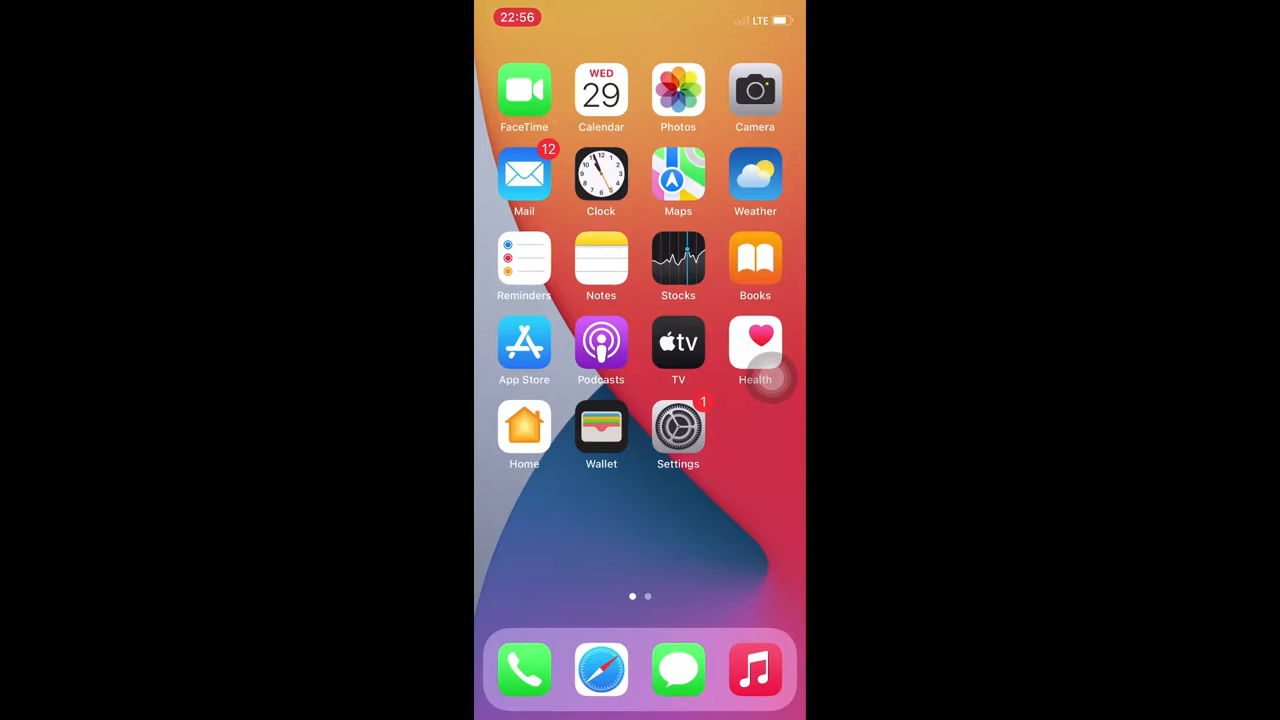 22:56
LTE
WED
29
FaceTime
Calendar
Photos
Camera
12
Mail
Clock
Maps
Weather
Reminders
Notes
Stocks
Books
tv
App Store
Podcasts
TV
Health
1
Home
Wallet
Settings